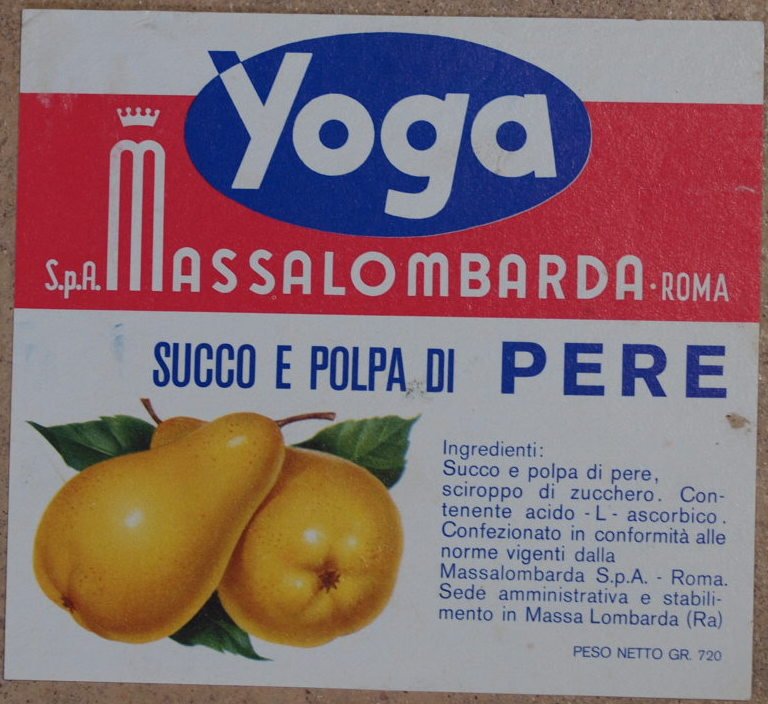 Yoga
S.p.A. MASSALOMBARDA · ROMA
SUCCO E POLPA DI PERE
Ingredienti:
Succo e polpa di pere,
sciroppo di zucchero. Con-
tenente acido - L - ascorbico.
Confezionato in conformità alle
norme vigenti dalla
Massalombarda S.p.A. - Roma.
Sede amministrativa e stabili-
mento in Massa Lombarda (Ra)
PESO NETTO GR. 720